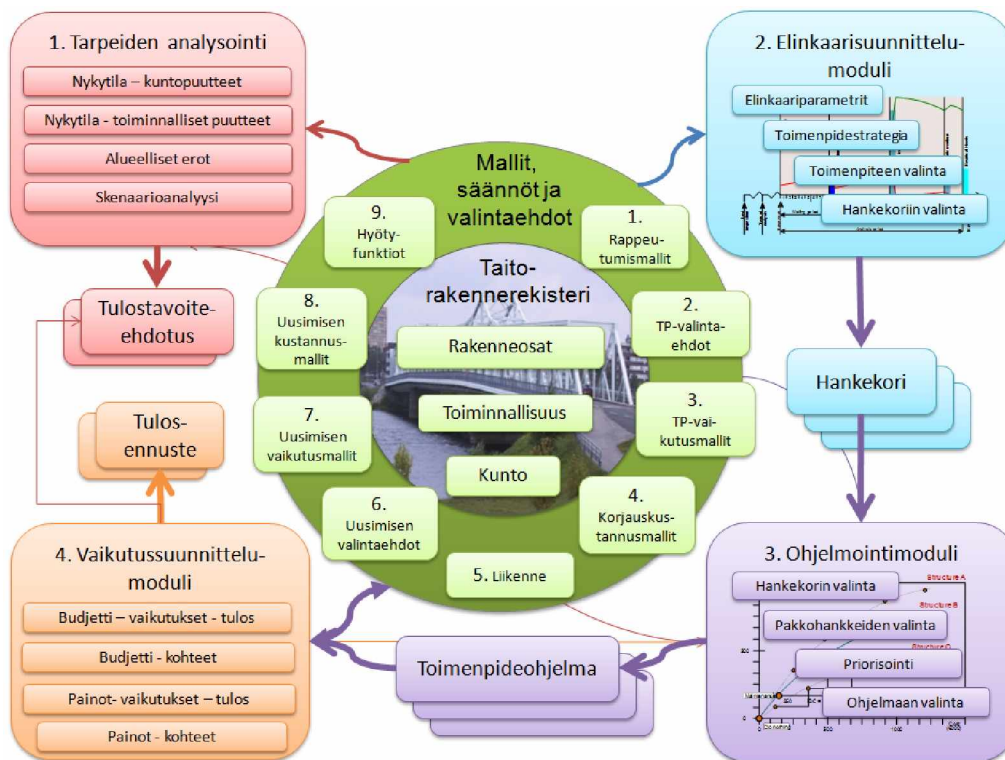 1. Tarpeiden analysointi
Nykytila – kuntopuutteet
Nykytila - toiminnalliset puutteet
Alueelliset erot
Skenaarioanalyysi
Tulostavoite-
ehdotus
2. Elinkaarisuunnittelu-
moduli
Elinkaariparametrit
Toimenpidestrategia
Toimenpiteen valinta
Hankekoriin valinta
Hankekori
Mallit,
säännöt ja
valintaehdot
1.
Rappeu-
tumismallit
2.
TP-valinta-
ehdot
3.
TP-vai-
kutusmallit
4.
Korjauskus-
tannusmallit
5. Liikenne
6.
Uusimisen
valintaehdot
7.
Uusimisen
vaikutusmallit
8.
Uusimisen
kustannus-
mallit
9.
Hyöty-
funktiot
Taito-
rakennerekisteri
Rakenneosat
Toiminnallisuus
Kunto
3. Ohjelmointimoduli
Structure A
Hankekorin valinta
Structure B
Pakkohankkeiden valinta
Priorisointi
Ohjelmaan valinta
0
500
Toimenpideohjelma
4. Vaikutussuunnittelu-
moduli
Budjetti – vaikutukset - tulos
Budjetti - kohteet
Painot- vaikutukset – tulos
Painot - kohteet
Tulos-
ennuste